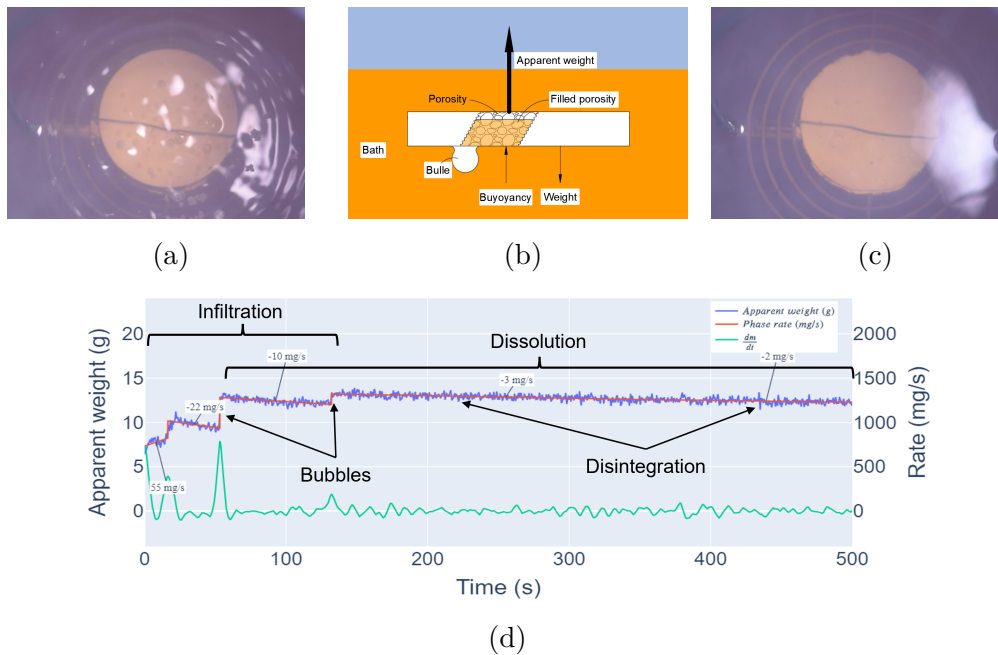 Apparent weight
Porosity
Filled porosity
Bath
Bulle
Buyoyancy
Weight
(a)
(b)
(c)
Infiltration
Dissolution
Apparent weight (g)
Phase rate (mg/s)
dm
dt
-10 mg/s
-2 mg/s
-3 mg/s
-22 mg/s
55 mg/s
Bubbles
Disintegration
20
15
10
5
0
2000
1500
1000
500
0
Apparent weight (g)
Rate (mg/s)
0
100
200
300
400
500
Time (s)
(d)